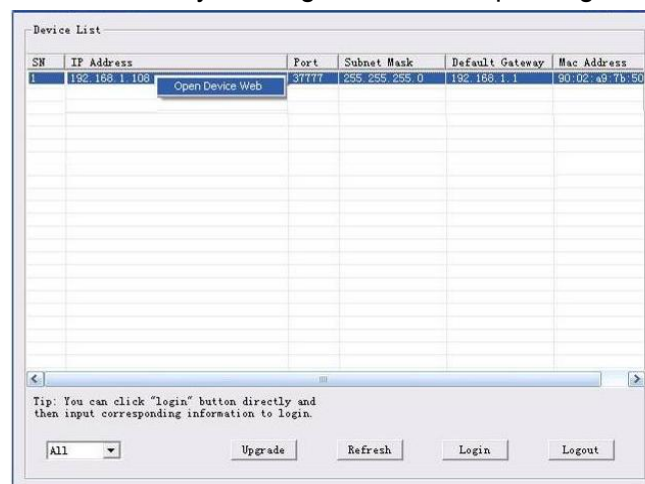 Device List
SN IP Address Port Subnet Mask Default Gateway Mac Address
1 192.168.1.108 37777 255.255.255.0 192.168.1.1 90:02:a9:7b:50
Open Device Web
Tip: You can click "login" button directly and
then input corresponding information to login.
All Upgrade Refresh Login Logout